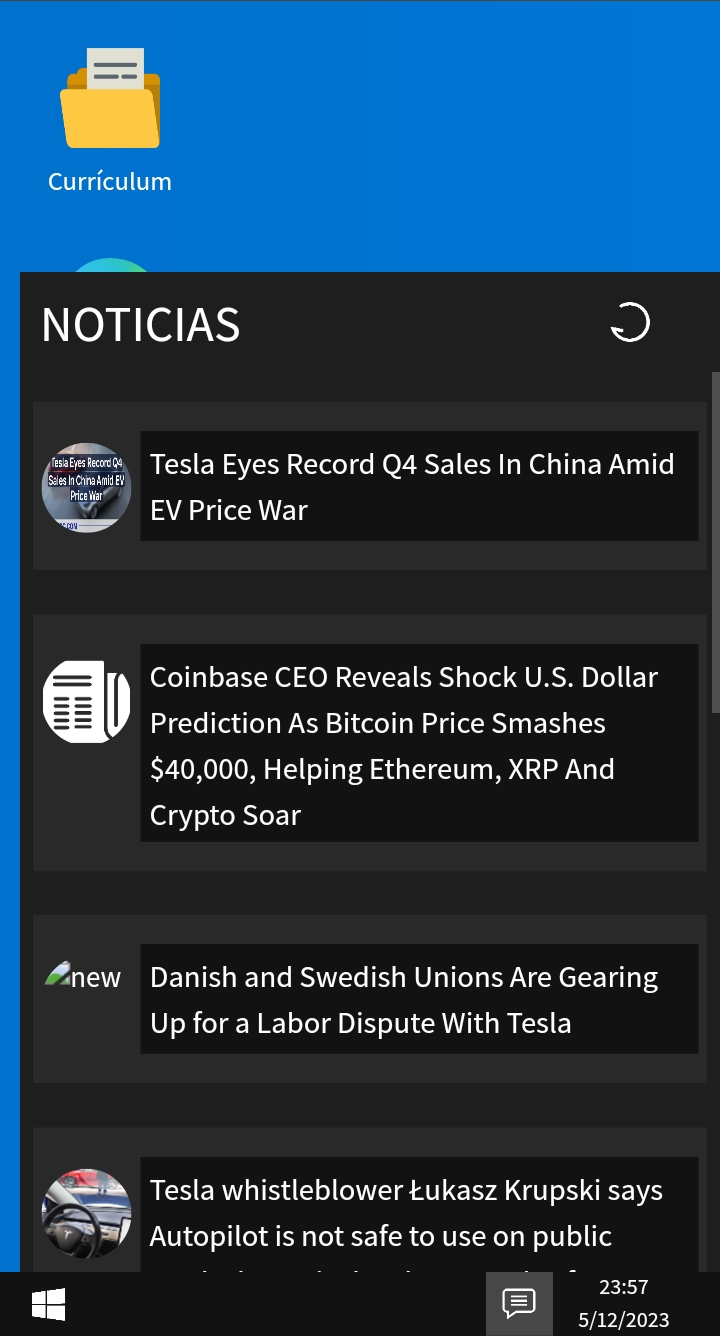 Currículum
NOTICIAS
Tesla Eyes Record Q4
Sales In China Amid EV
Price War
Tesla Eyes Record Q4 Sales In China Amid
EV Price War
Coinbase CEO Reveals Shock U.S. Dollar
Prediction As Bitcoin Price Smashes
$40,000, Helping Ethereum, XRP And
Crypto Soar
new
Danish and Swedish Unions Are Gearing
Up for a Labor Dispute With Tesla
Tesla whistleblower Łukasz Krupski says
Autopilot is not safe to use on public
23:57
5/12/2023